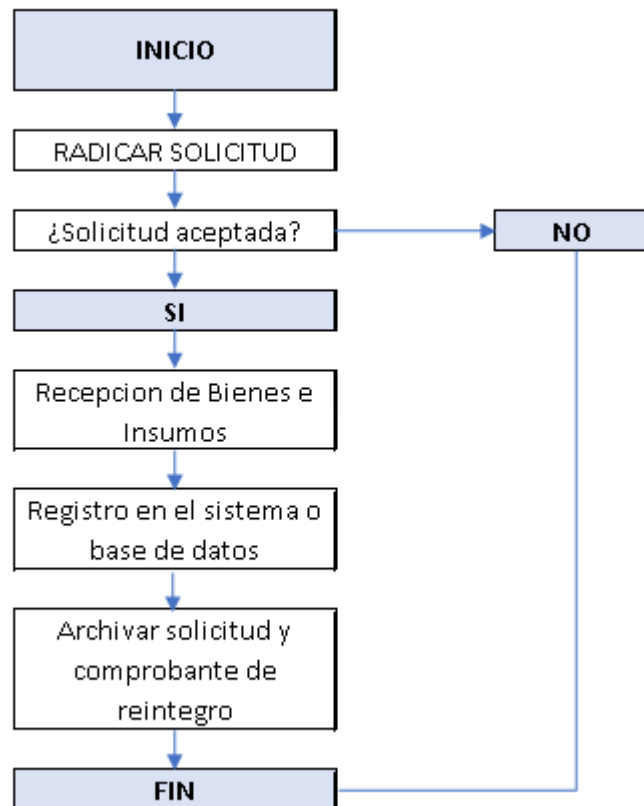 INICIO
RADICAR SOLICITUD
¿Solicitud aceptada?
NO
SI
Recepcion de Bienes e
Insumos
Registro en el sistema o
base de datos
Archivar solicitud y
comprobante de
reintegro
FIN